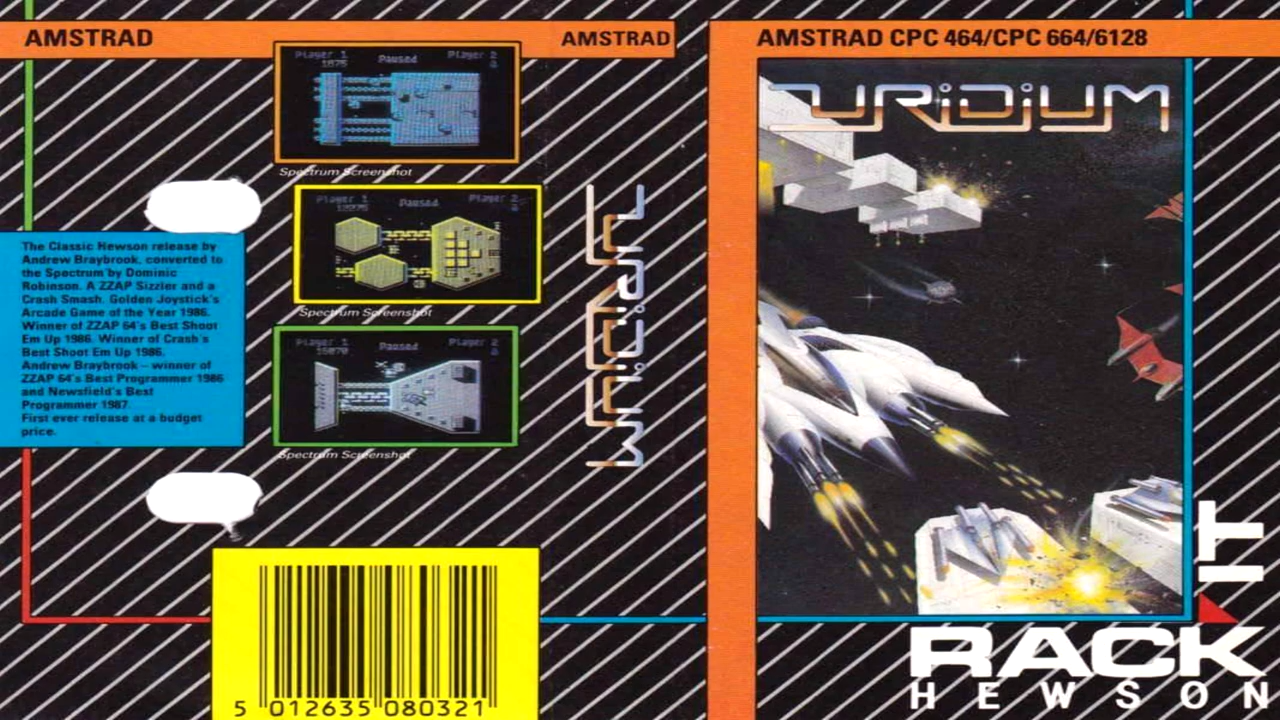 AMSTRAD
Player 1
Paused
Player 2
1875
0
Spectrum Screenshot
Player 1
Paused
Player 2
0
Spectrum Screenshot
Player 1
Paused
Player 2
15070
0
Spectrum Screenshot
The Classic Hewson release by
Andrew Braybrook, converted to
the Spectrum by Dominic
Robinson. A ZZAP Sizzler and a
Crash Smash. Golden Joystick's
Arcade Game of the Year 1986.
Winner of ZZAP 64's Best Shoot
Em Up 1986. Winner of Crash's
Best Shoot Em Up 1986.
Andrew Braybrook – winner of
ZZAP 64's Best Programmer 1986
and Newsfield's Best
Programmer 1987.
First ever release at a budget
price.
5 012635 080321
AMSTRAD
URIDIUM
AMSTRAD CPC 464/CPC 664/6128
URIDIUM
RACK
IT
HEWSON